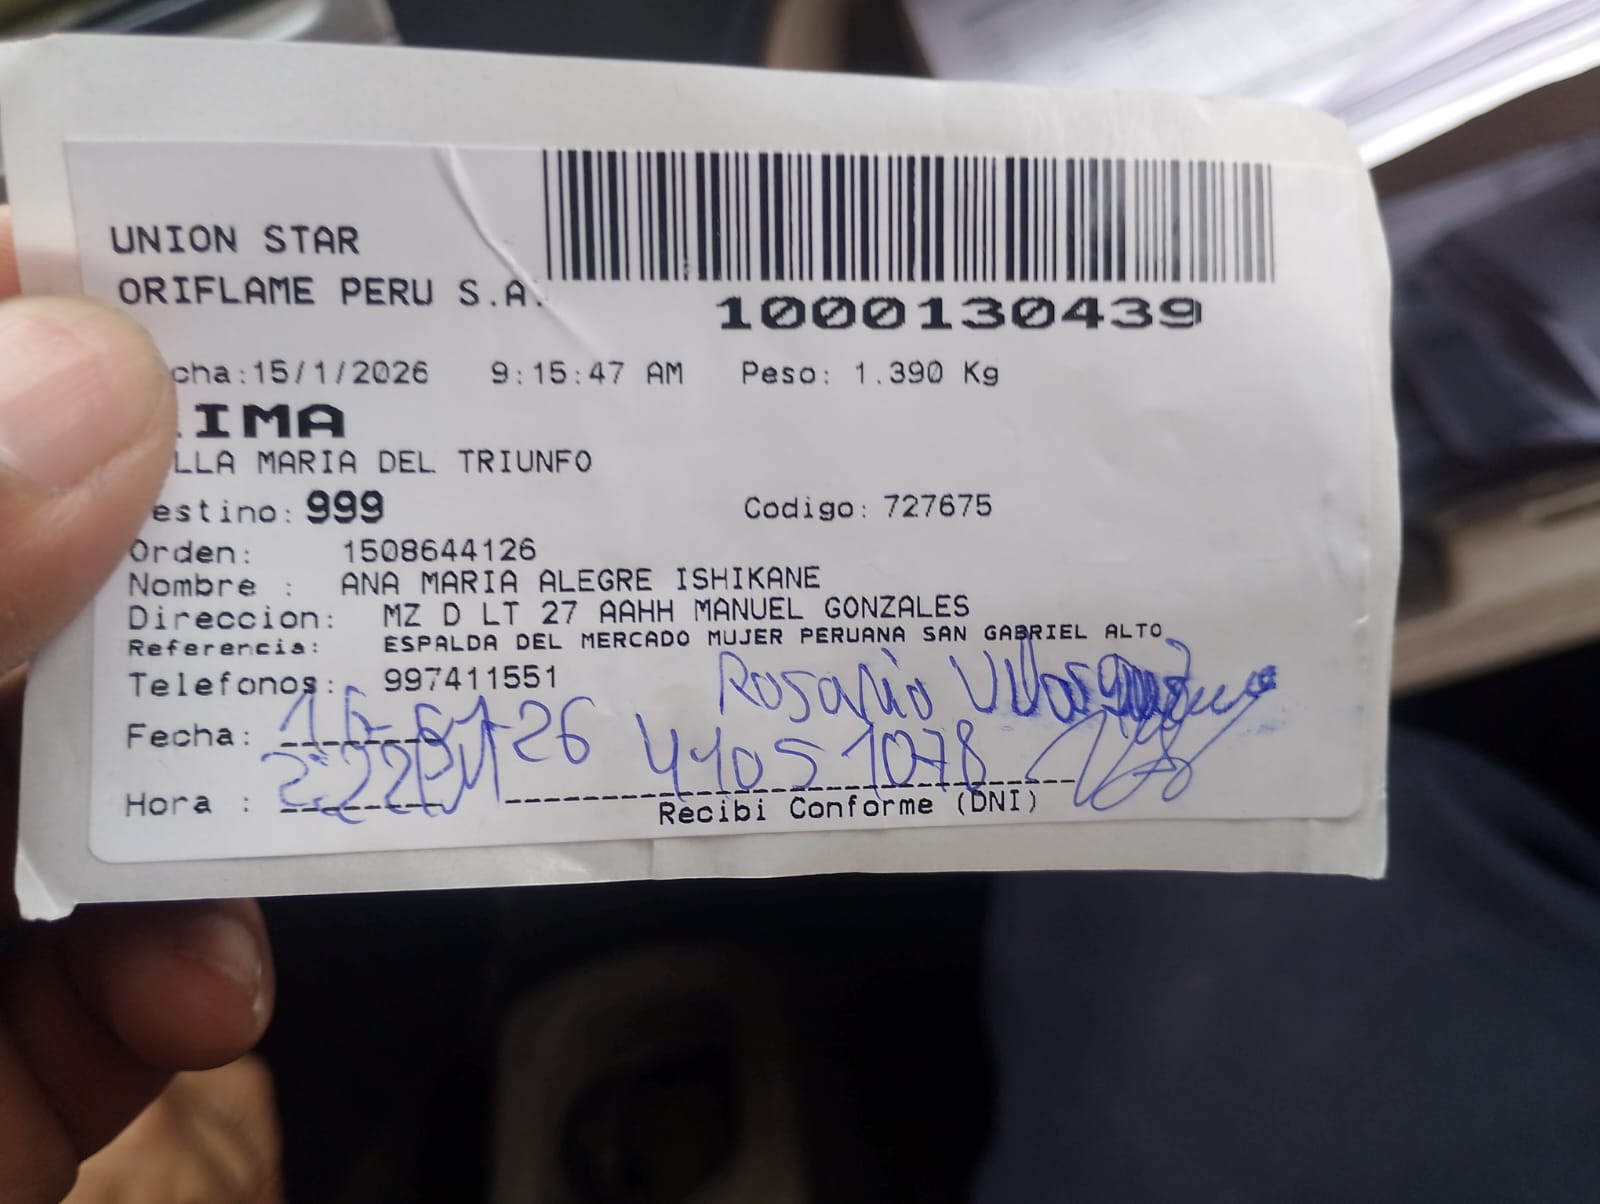 UNION STAR
ORIFLAME PERU S.A.
1000130439
cha:15/1/2026 9:15:47 AM Peso: 1.390 Kg
IMA
LLA MARIA DEL TRIUNFO
estino: 999 Codigo: 727675
Orden: 1508644126
Nombre : ANA MARIA ALEGRE ISHIKANE
Direccion: MZ D LT 27 AAHH MANUEL GONZALES
Referencia: ESPALDA DEL MERCADO MUJER PERUANA SAN GABRIEL ALTO
Telefonos: 997411551 Rosario
Fecha: 41051078
Hora : 2:22PM
Recibi Conforme (DNI)